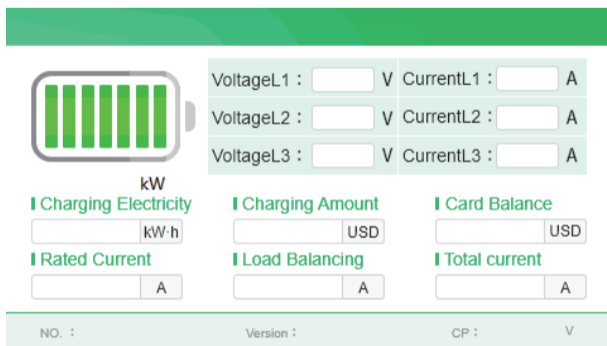 VoltageL1： V CurrentL1： A
VoltageL2： V CurrentL2： A
VoltageL3： V CurrentL3： A
kW
Charging Electricity Charging Amount Card Balance
kW·h USD USD
Rated Current Load Balancing Total current
A A A
NO. ： Version： CP： V